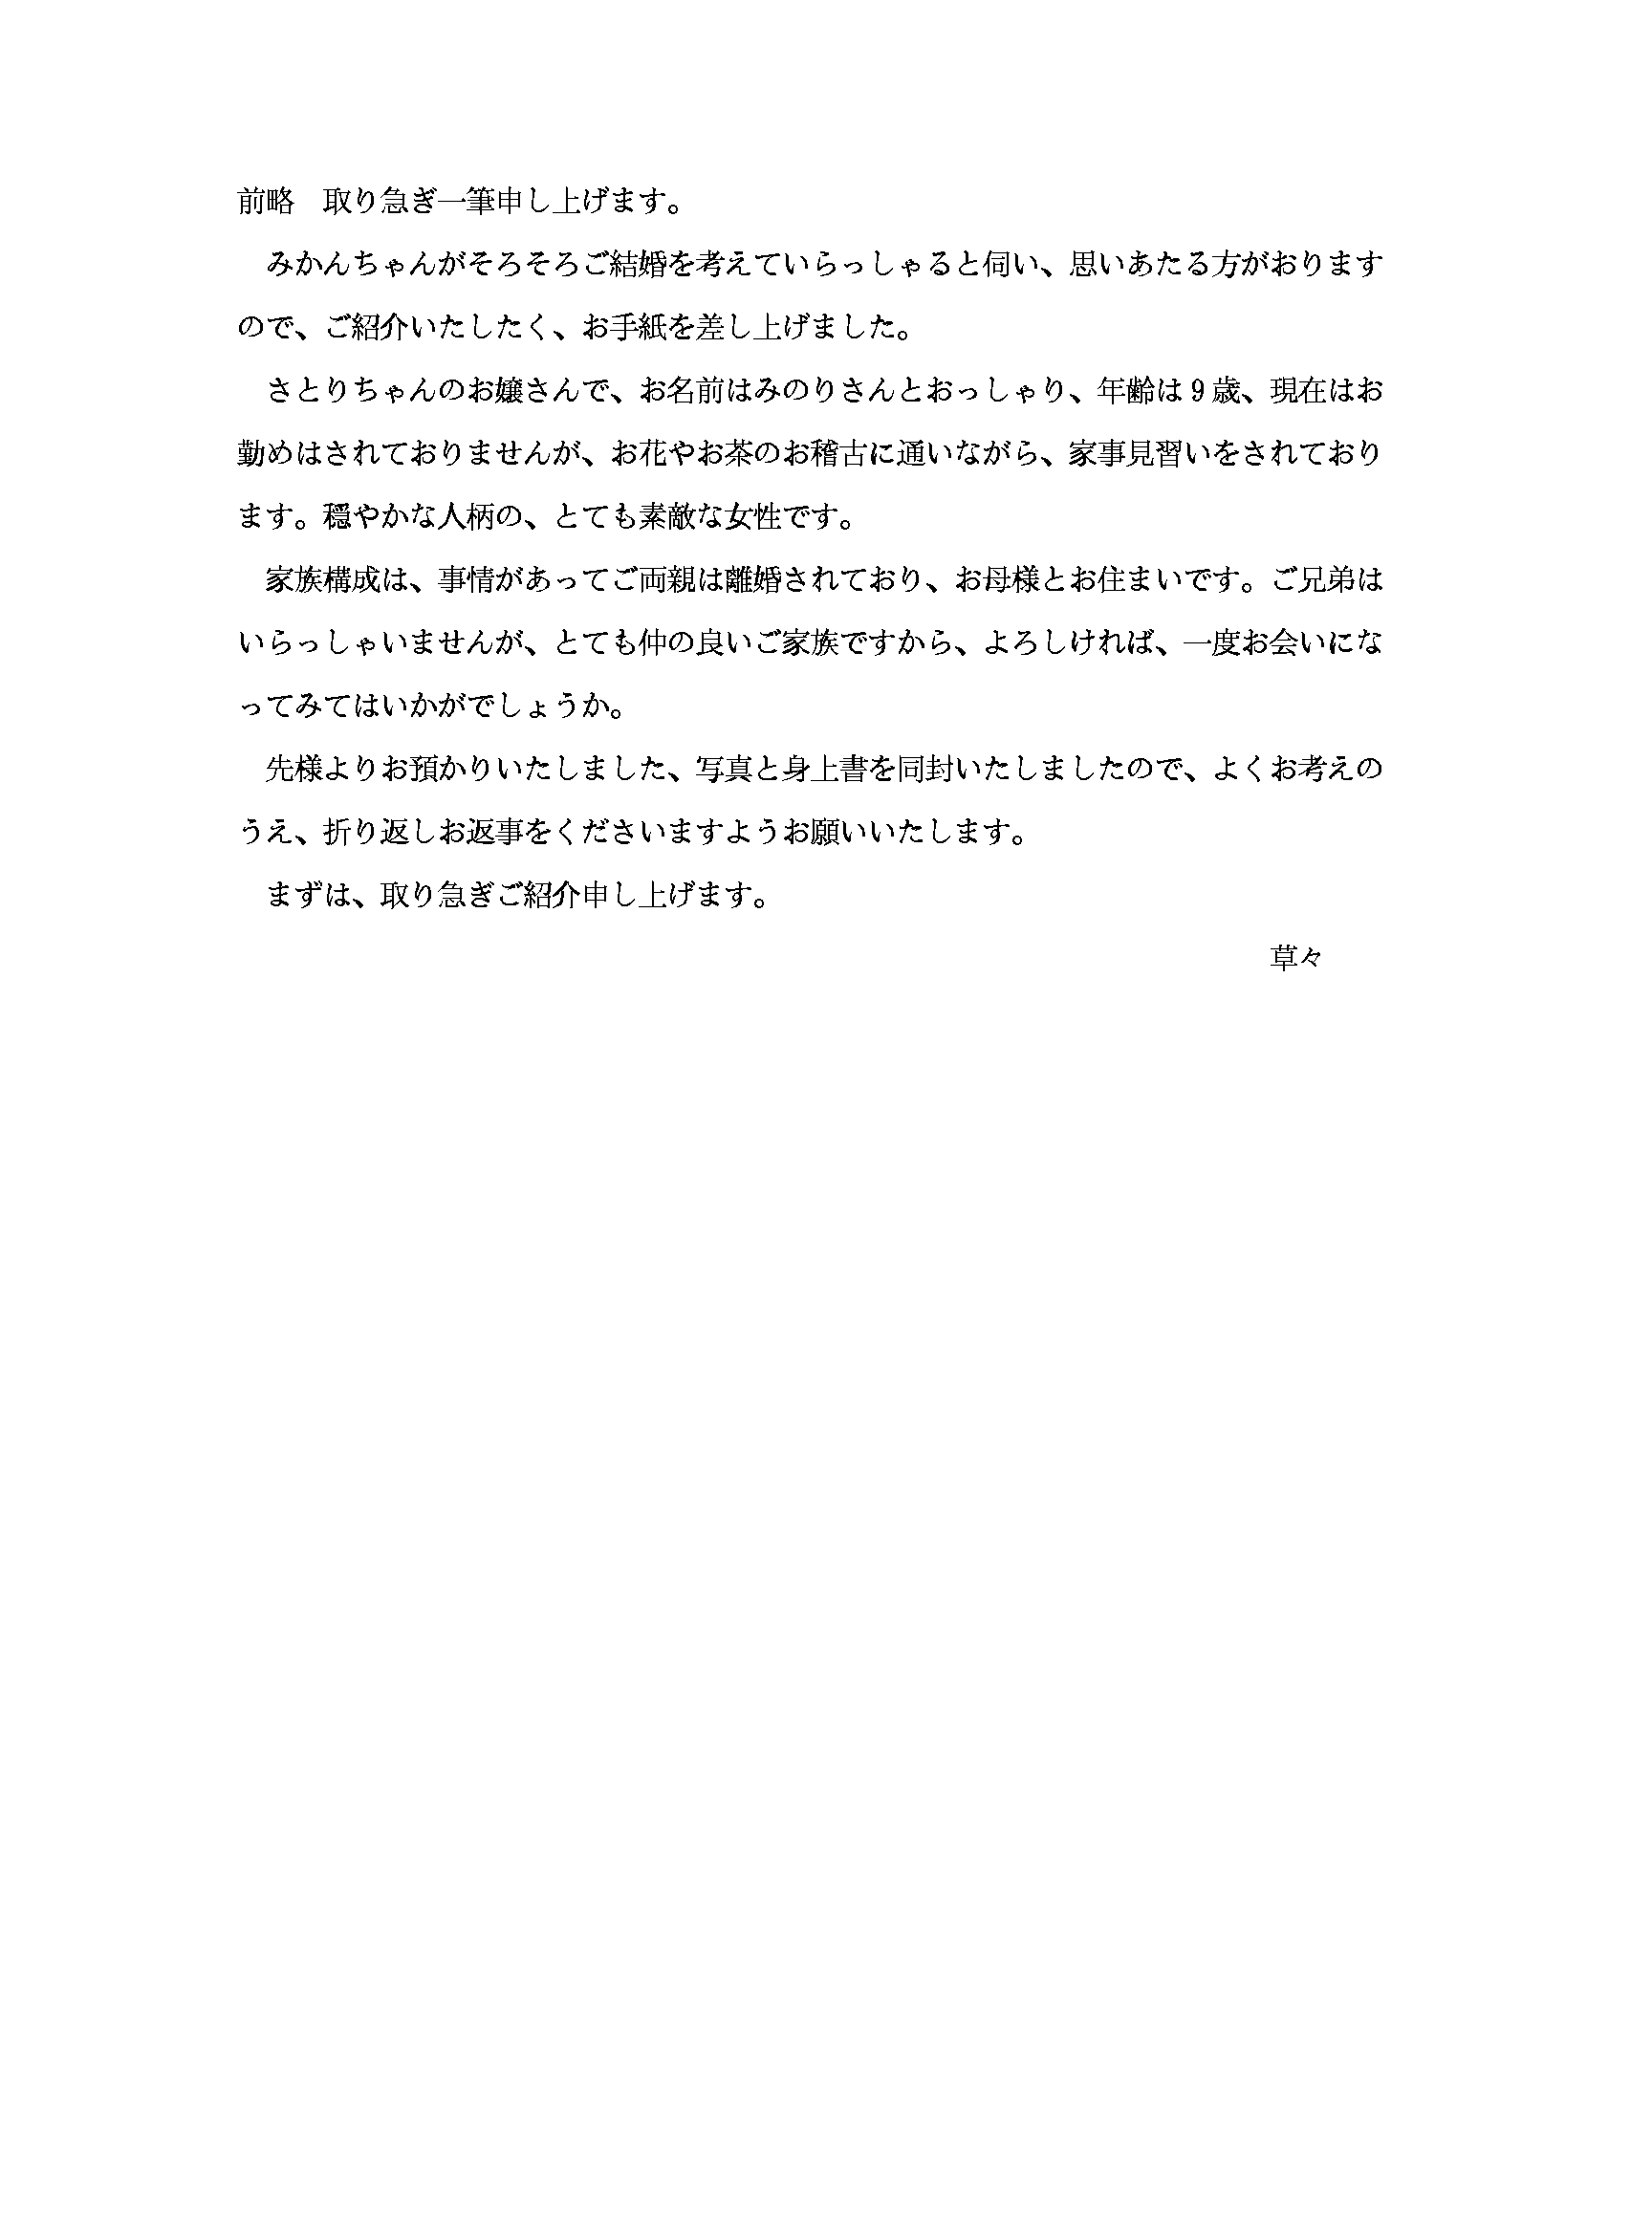 前略　取り急ぎ一筆申し上げます。
　みかんちゃんがそろそろご結婚を考えていらっしゃると伺い、思いあたる方がおります
ので、ご紹介いたしたく、お手紙を差し上げました。
　さとりちゃんのお嬢さんで、お名前はみのりさんとおっしゃり、年齢は 9 歳、現在はお
勤めはされておりませんが、お花やお茶のお稽古に通いながら、家事見習いをされており
ます。穏やかな人柄の、とても素敵な女性です。
　家族構成は、事情があってご両親は離婚されており、お母様とお住まいです。ご兄弟は
いらっしゃいませんが、とても仲の良いご家族ですから、よろしければ、一度お会いにな
ってみてはいかがでしょうか。
　先様よりお預かりいたしました、写真と身上書を同封いたしましたので、よくお考えの
うえ、折り返しお返事をくださいますようお願いいたします。
　まずは、取り急ぎご紹介申し上げます。
草々